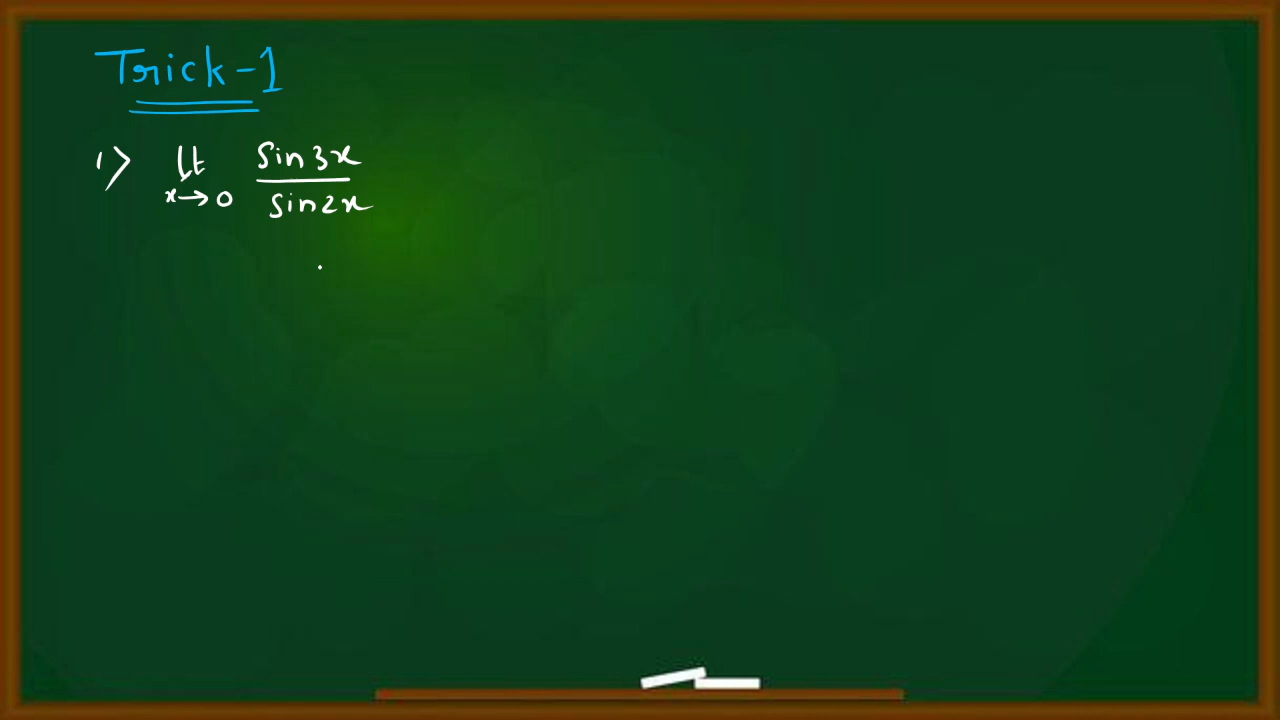 Trick-1
1> lt sin3x
x→0 sin2x